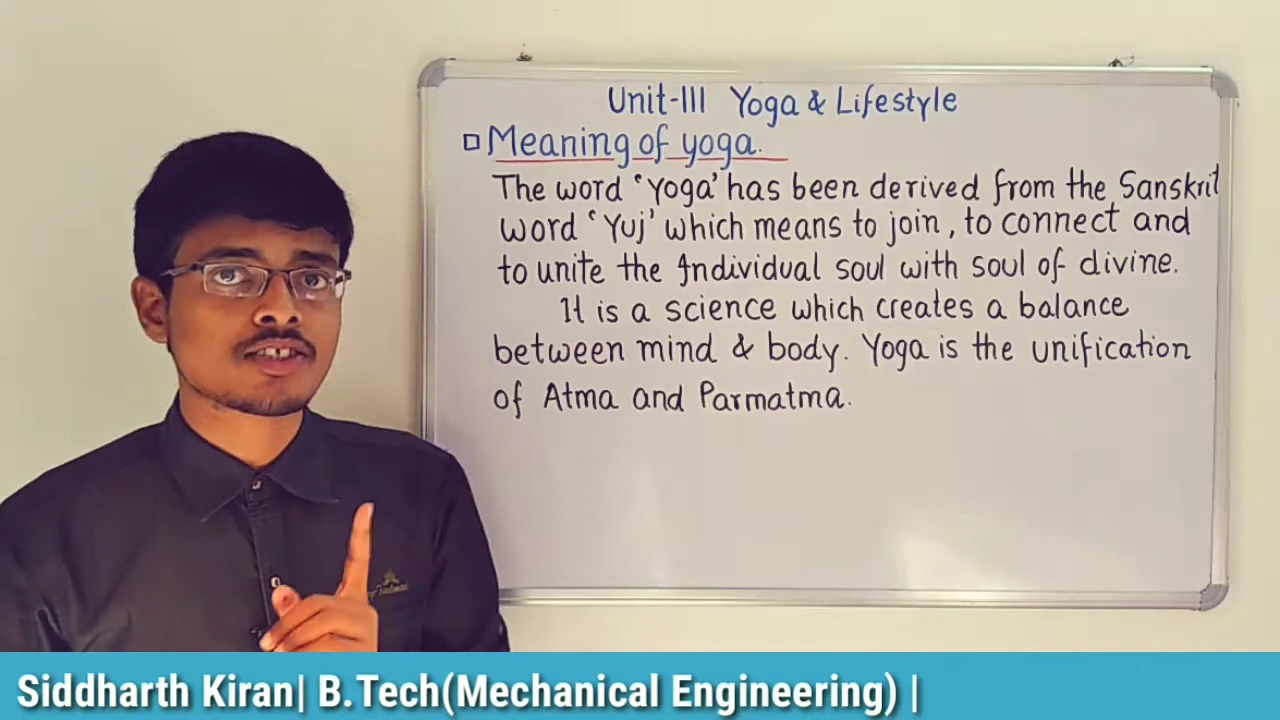 Unit-III Yoga & Lifestyle
Meaning of yoga.
The word 'Yoga' has been derived from the Sanskrit
word 'Yuj' which means to join, to connect and
to unite the Individual soul with soul of divine.
It is a science which creates a balance
between mind & body. Yoga is the unification
of Atma and Parmatma.
Siddharth Kiran| B.Tech(Mechanical Engineering) |